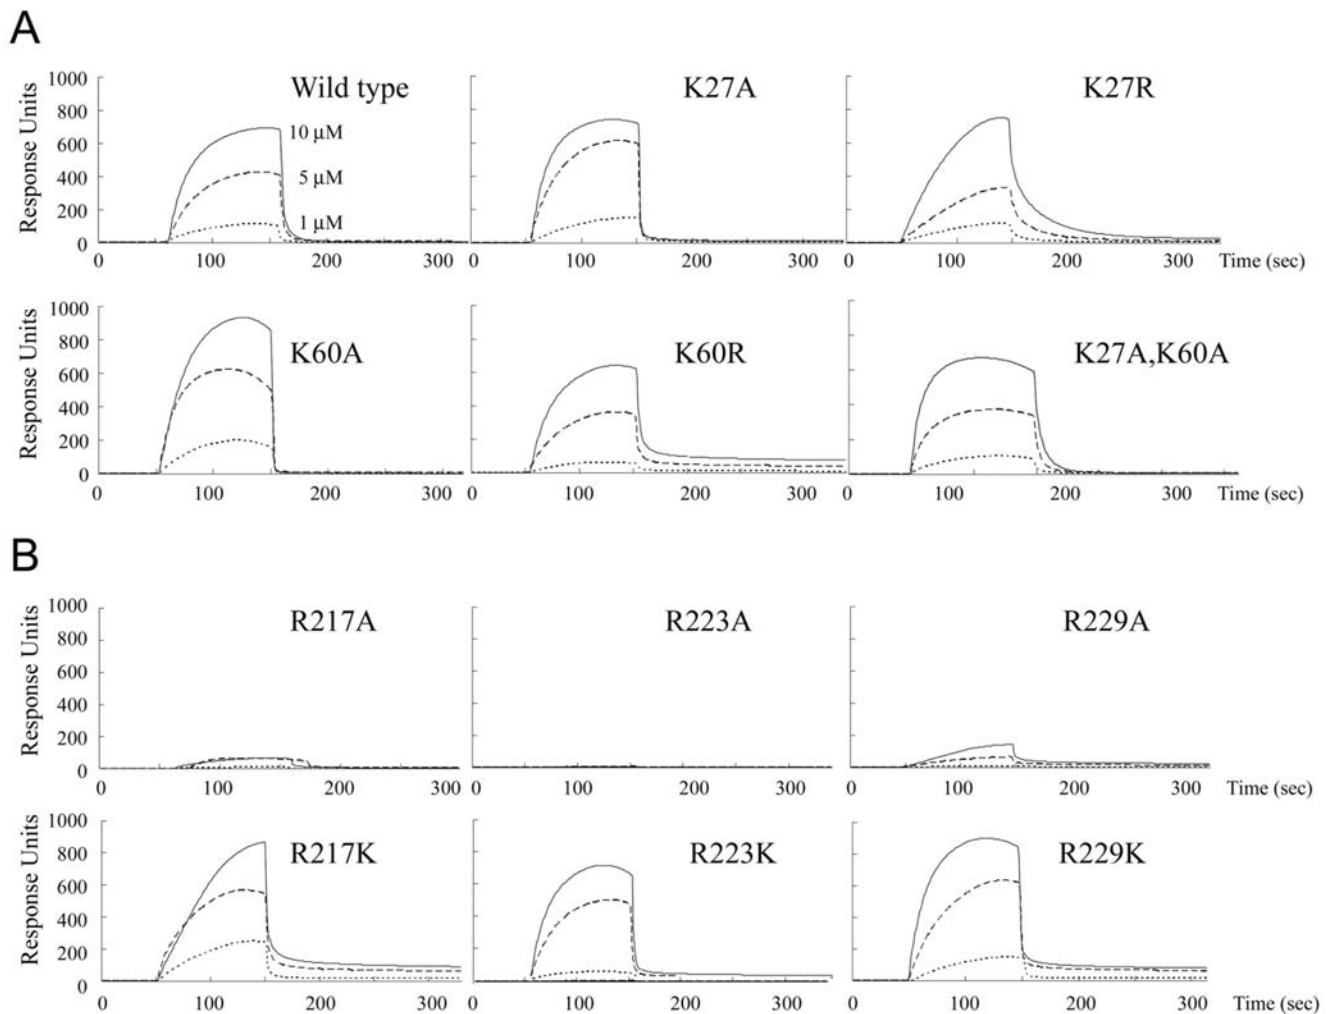 A
Wild type
K27A
K27R
Response Units
1000
800
600
400
200
0
10 µM
5 µM
1 µM
0 100 200 300
0 100 200 300
0 100 200 300 Time (sec)
K60A
K60R
K27A,K60A
Response Units
1000
800
600
400
200
0
0 100 200 300
0 100 200 300
0 100 200 300 Time (sec)
B
R217A
R223A
R229A
Response Units
1000
800
600
400
200
0
0 100 200 300
0 100 200 300
0 100 200 300 Time (sec)
R217K
R223K
R229K
Response Units
1000
800
600
400
200
0
0 100 200 300
0 100 200 300
0 100 200 300 Time (sec)